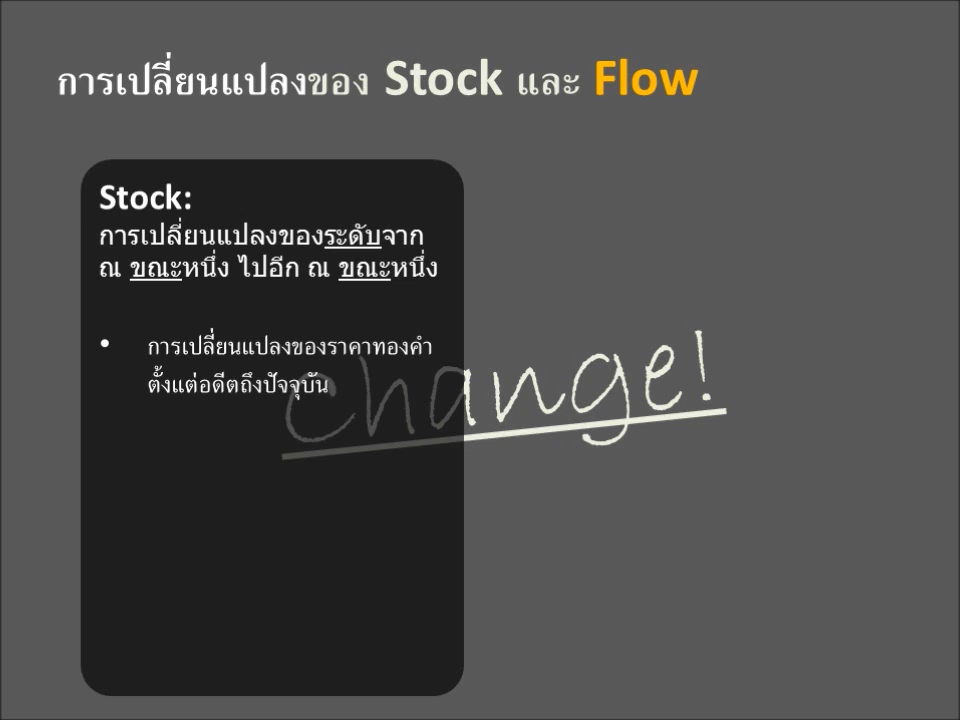 การเปลี่ยนแปลงของ Stock และ Flow
Stock:
การเปลี่ยนแปลงของระดับจาก
ณ ขณะหนึ่ง ไปอีก ณ ขณะหนึ่ง
• การเปลี่ยนแปลงของราคาทองคำ
ตั้งแต่อดีตถึงปัจจุบัน
change!